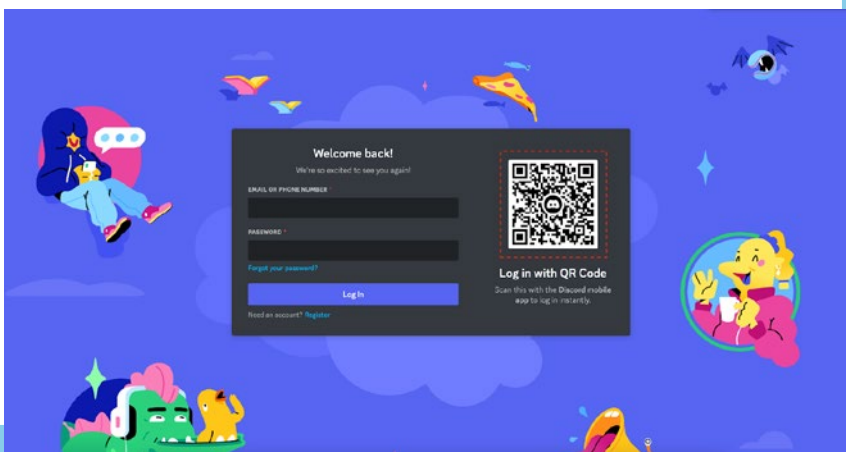 Welcome back!
We're so excited to see you again!
EMAIL OR PHONE NUMBER *
PASSWORD *
Forgot your password?
Log In
Need an account? Register
Log in with QR Code
Scan this with the Discord mobile
app to log in instantly.